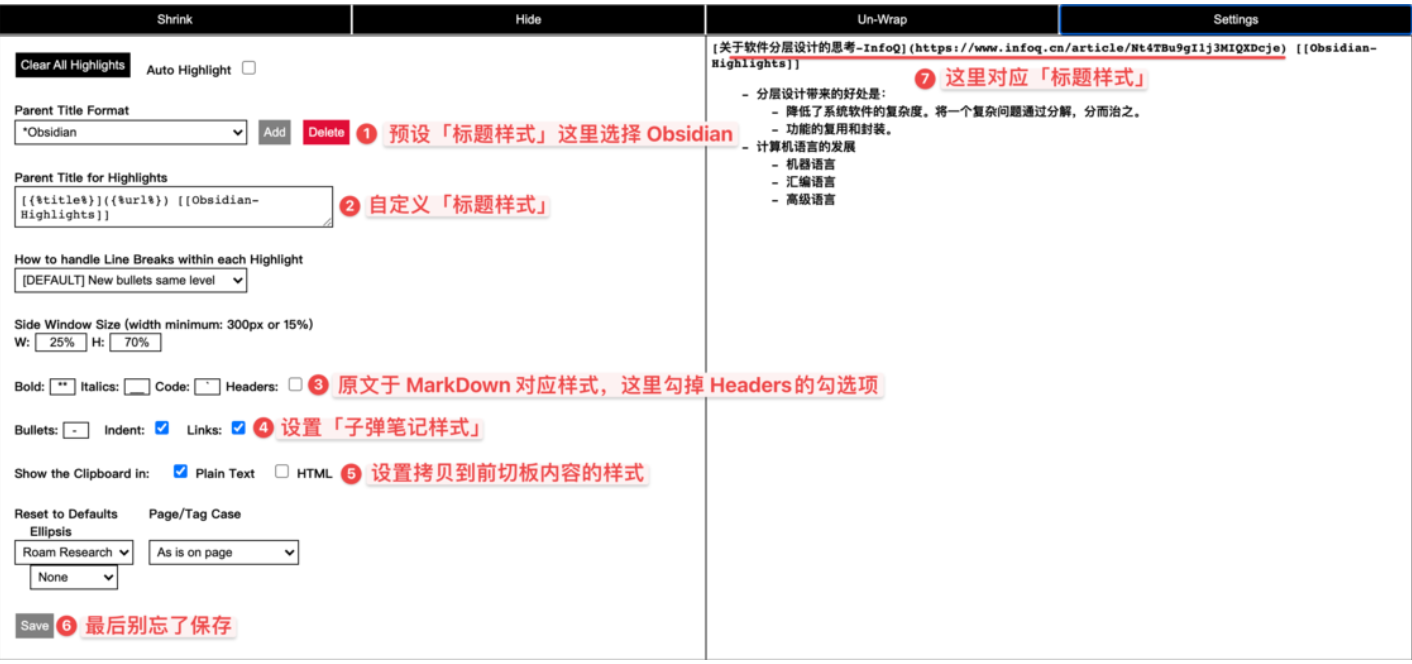 Shrink
Hide
Un-Wrap
Settings
Clear All Highlights
Auto Highlight
Parent Title Format
*Obsidian
Add
Delete
1 预设「标题样式」这里选择 Obsidian
Parent Title for Highlights
[{%title%}]({%url%}) [[Obsidian-
Highlights]]
2 自定义「标题样式」
How to handle Line Breaks within each Highlight
[DEFAULT] New bullets same level
Side Window Size (width minimum: 300px or 15%)
W: 25% H: 70%
Bold: ** Italics: __ Code: ` Headers:
3 原文于 MarkDown 对应样式，这里勾掉 Headers的勾选项
Bullets: - Indent: Links:
4 设置「子弹笔记样式」
Show the Clipboard in: Plain Text HTML
5 设置拷贝到前切板内容的样式
Reset to Defaults Page/Tag Case
Ellipsis
Roam Research As is on page
None
Save
6 最后别忘了保存
[关于软件分层设计的思考-InfoQ](https://www.infoq.cn/article/Nt4TBu9gI1j3MIQXDcje) [[Obsidian-
Highlights]]
7 这里对应「标题样式」
- 分层设计带来的好处是：
- 降低了系统软件的复杂度。将一个复杂问题通过分解，分而治之。
- 功能的复用和封装。
- 计算机语言的发展
- 机器语言
- 汇编语言
- 高级语言